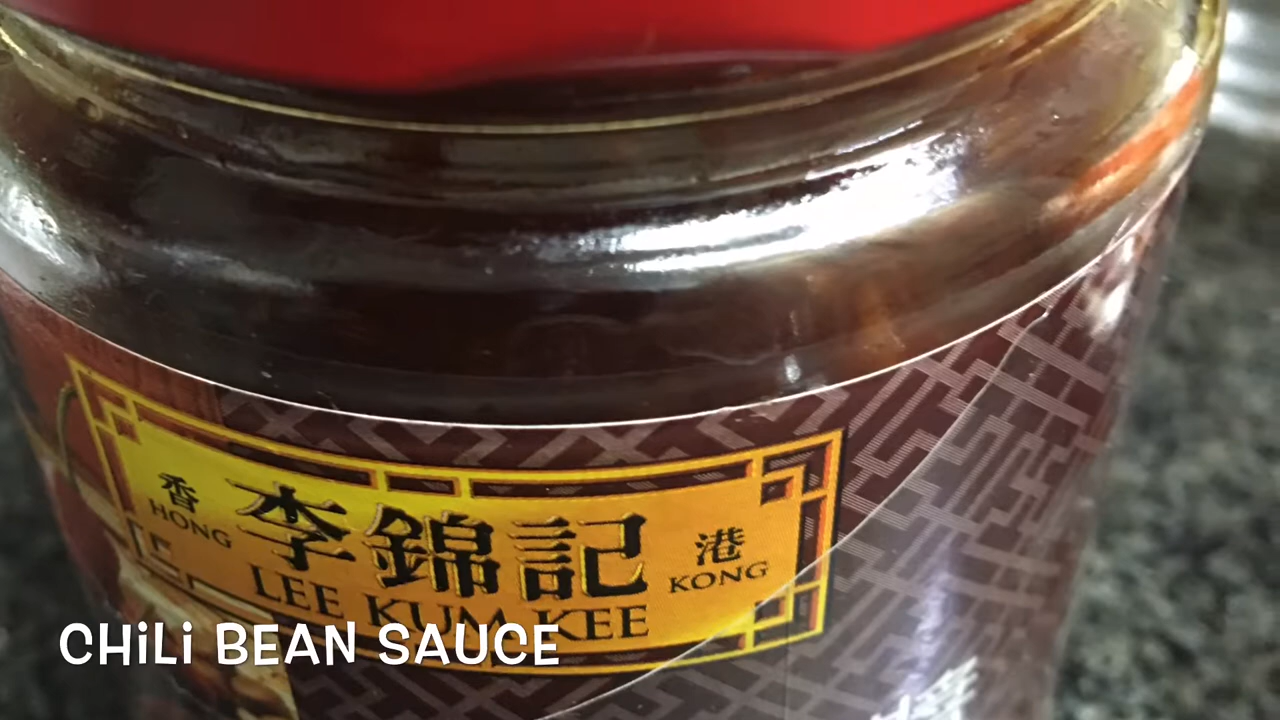 香 李錦記 港
HONG LEE KUM KEE KONG
CHiLi BEAN SAUCE